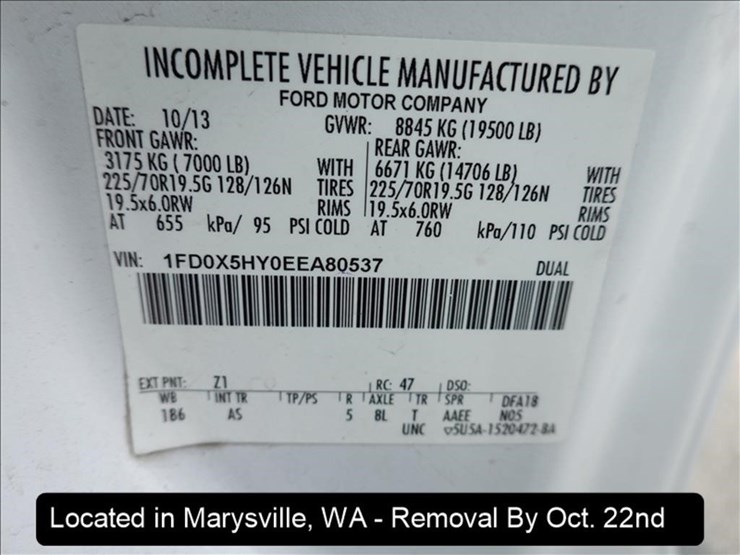 INCOMPLETE VEHICLE MANUFACTURED BY
FORD MOTOR COMPANY
DATE: 10/13 GVWR: 8845 KG (19500 LB)
FRONT GAWR: REAR GAWR:
3175 KG ( 7000 LB) WITH 6671 KG (14706 LB) WITH
225/70R19.5G 128/126N TIRES 225/70R19.5G 128/126N TIRES
19.5x6.0RW RIMS 19.5x6.0RW RIMS
AT 655 kPa/ 95 PSI COLD AT 760 kPa/110 PSI COLD
VIN: 1FD0X5HY0EEA80537 DUAL
EXT PNT: Z1 RC: 47 DSO:
WB INT TR TP/PS R AXLE TR SPR DFA18
186 AS 5 8L T AAEE N05
UNC 5U5A-1520472-BA
Located in Marysville, WA - Removal By Oct. 22nd